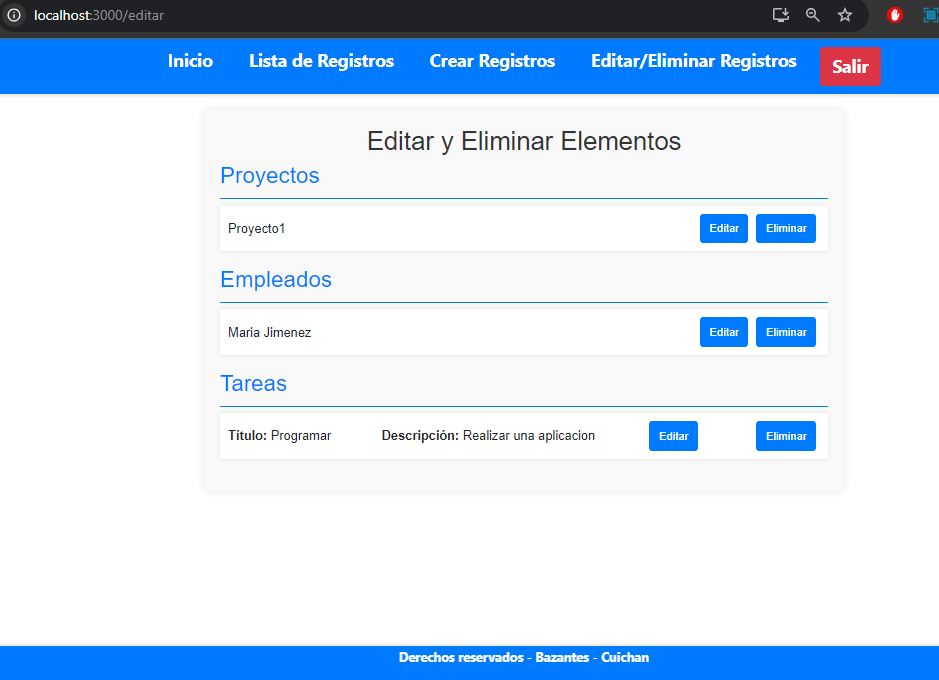 localhost:3000/editar
Inicio Lista de Registros Crear Registros Editar/Eliminar Registros Salir
Editar y Eliminar Elementos
Proyectos
Proyecto1 Editar Eliminar
Empleados
Maria Jimenez Editar Eliminar
Tareas
Título: Programar Descripción: Realizar una aplicacion Editar Eliminar
Derechos reservados - Bazantes - Cuichan